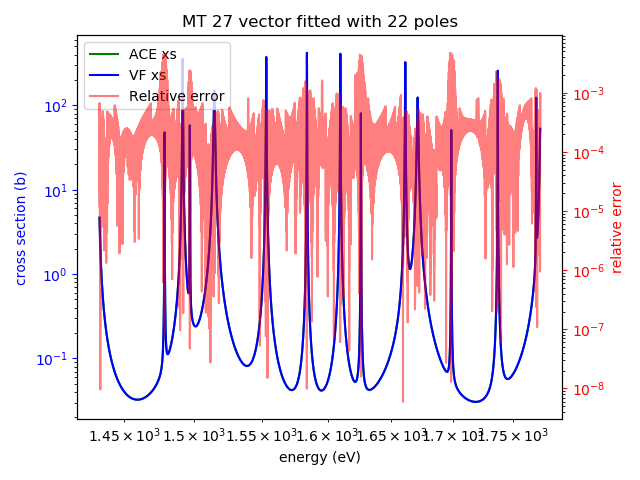 MT 27 vector fitted with 22 poles
ACE xs
VF xs
Relative error
cross section (b)
10²
10¹
10⁰
10⁻¹
10⁻³
10⁻⁴
10⁻⁵
10⁻⁶
10⁻⁷
10⁻⁸
relative error
1.45×10³ 1.5×10³ 1.55×10³ 1.6×10³ 1.65×10³ 1.7×10³ 1.75×10³
energy (eV)